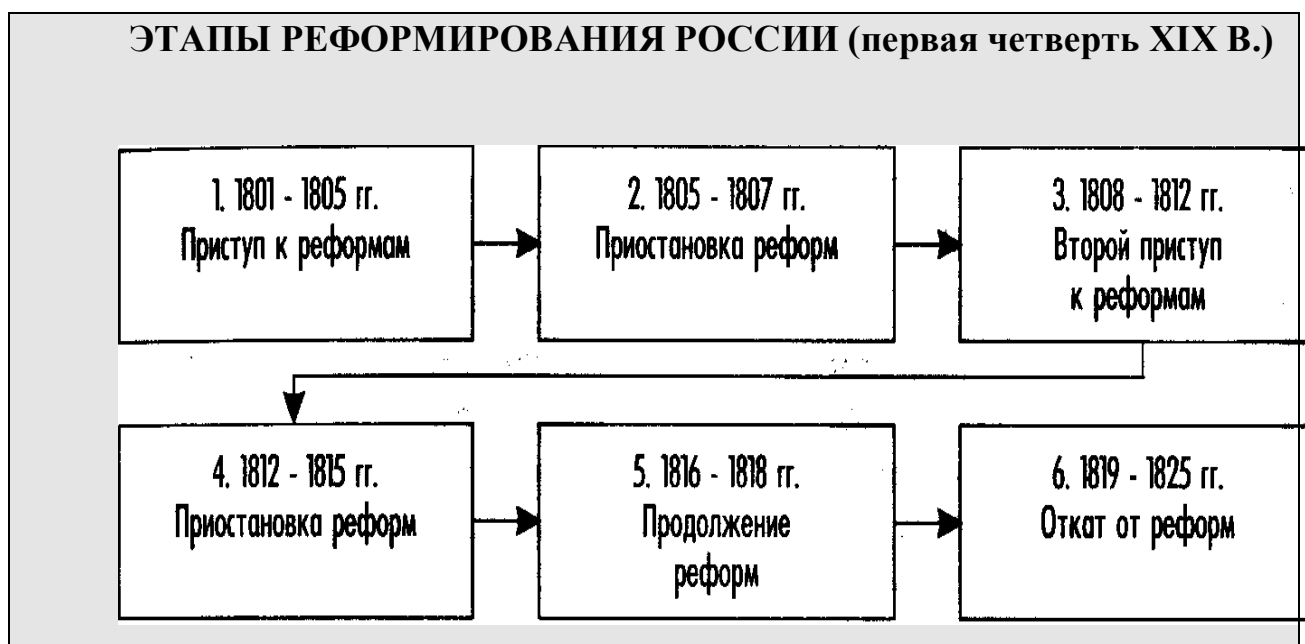 ЭТАПЫ РЕФОРМИРОВАНИЯ РОССИИ (первая четверть XIX В.)
1. 1801 - 1805 гг.
Приступ к реформам
2. 1805 - 1807 гг.
Приостановка реформ
3. 1808 - 1812 гг.
Второй приступ
к реформам
4. 1812 - 1815 гг.
Приостановка реформ
5. 1816 - 1818 гг.
Продолжение
реформ
6. 1819 - 1825 гг.
Откат от реформ